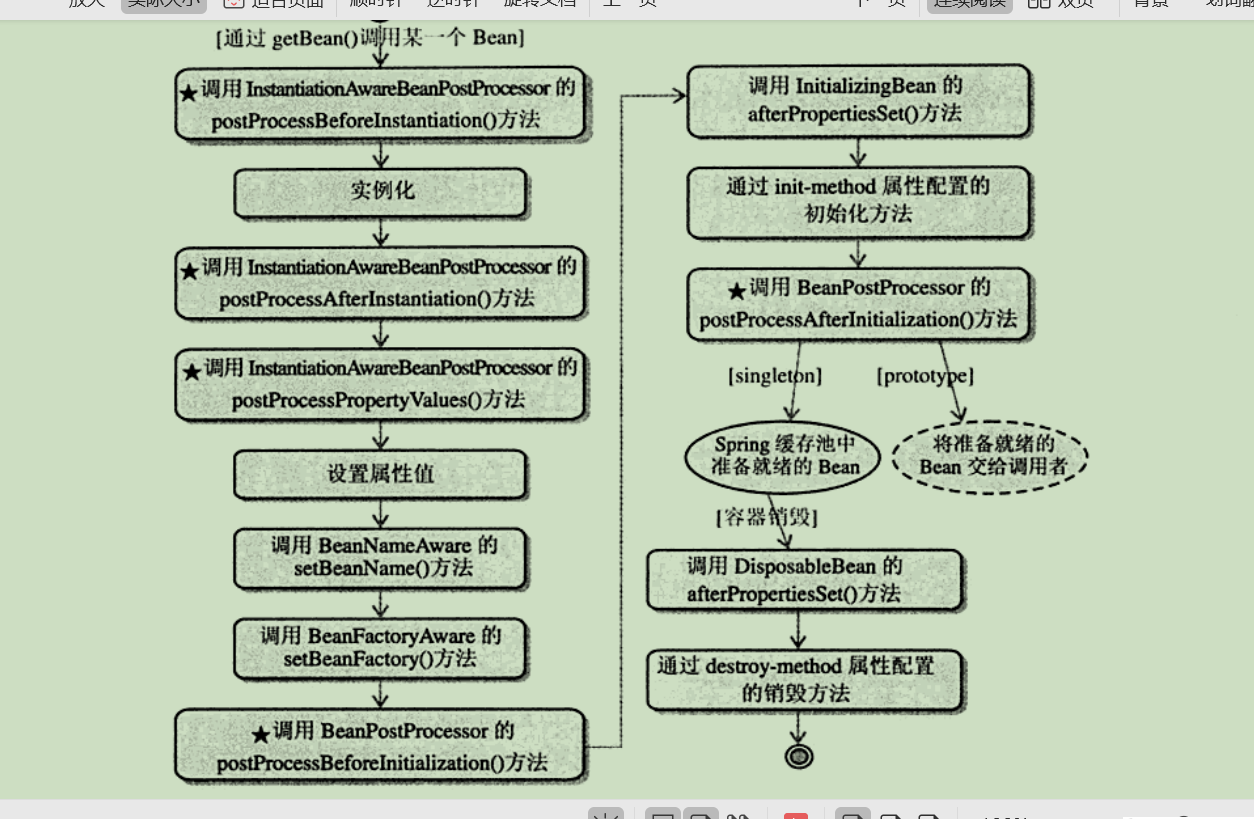 放大 实际大小 适合页面 顺时针 逆时针 旋转文档 上一页 下一页 连续阅读 双页 背景
[通过 getBean()调用某一个 Bean]
★调用 InstantiationAwareBeanPostProcessor 的
postProcessBeforeInstantiation()方法
实例化
★调用 InstantiationAwareBeanPostProcessor 的
postProcessAfterInstantiation()方法
★调用 InstantiationAwareBeanPostProcessor 的
postProcessPropertyValues()方法
设置属性值
调用 BeanNameAware 的
setBeanName()方法
调用 BeanFactoryAware 的
setBeanFactory()方法
★调用 BeanPostProcessor 的
postProcessBeforeInitialization()方法
调用 InitializingBean 的
afterPropertiesSet()方法
通过 init-method 属性配置的
初始化方法
★调用 BeanPostProcessor 的
postProcessAfterInitialization()方法
[singleton]
[prototype]
Spring 缓存池中
准备就绪的 Bean
将准备就绪的
Bean 交给调用者
[容器销毁]
调用 DisposableBean 的
afterPropertiesSet()方法
通过 destroy-method 属性配置
的销毁方法